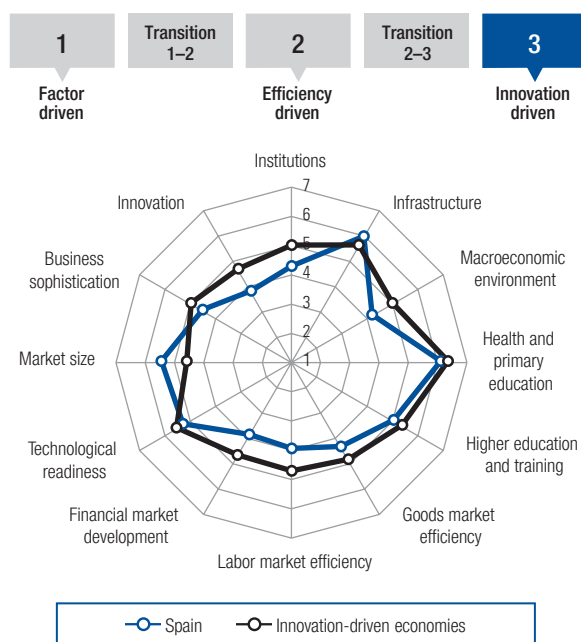 1
Transition
1–2
2
Transition
2–3
3
Factor
driven
Efficiency
driven
Innovation
driven
Institutions
7
6
5
4
3
2
1
Infrastructure
Macroeconomic
environment
Health and
primary
education
Higher education
and training
Goods market
efficiency
Labor market efficiency
Financial market
development
Technological
readiness
Market size
Business
sophistication
Innovation
Spain
Innovation-driven economies